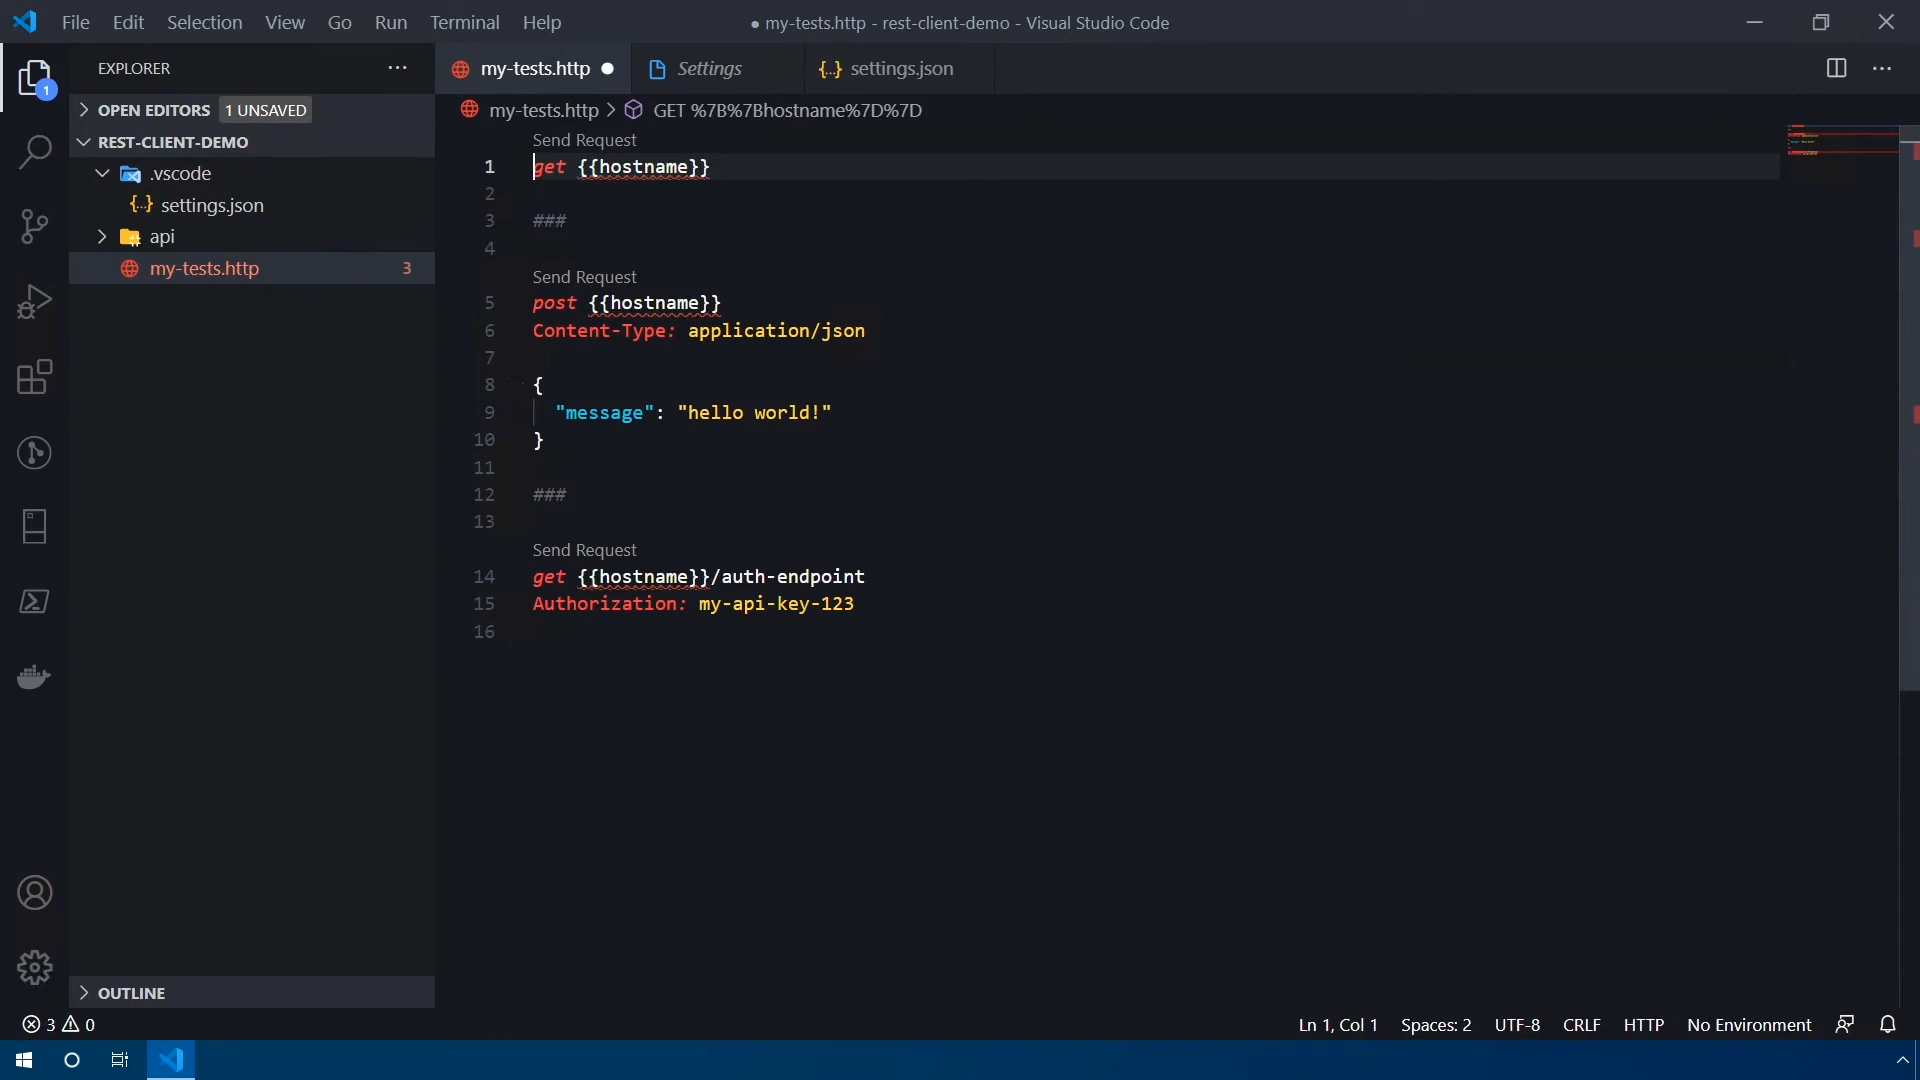 File Edit Selection View Go Run Terminal Help
● my-tests.http - rest-client-demo - Visual Studio Code
EXPLORER
my-tests.http ● Settings {..} settings.json
1
OPEN EDITORS 1 UNSAVED
my-tests.http > GET %7B%7Bhostname%7D%7D
REST-CLIENT-DEMO
.vscode
{..} settings.json
api
my-tests.http 3
Send Request
1 get {{hostname}}
2
3 ###
4
Send Request
5 post {{hostname}}
6 Content-Type: application/json
7
8 {
9 "message": "hello world!"
10 }
11
12 ###
13
Send Request
14 get {{hostname}}/auth-endpoint
15 Authorization: my-api-key-123
16
OUTLINE
3 0
Ln 1, Col 1 Spaces: 2 UTF-8 CRLF HTTP No Environment